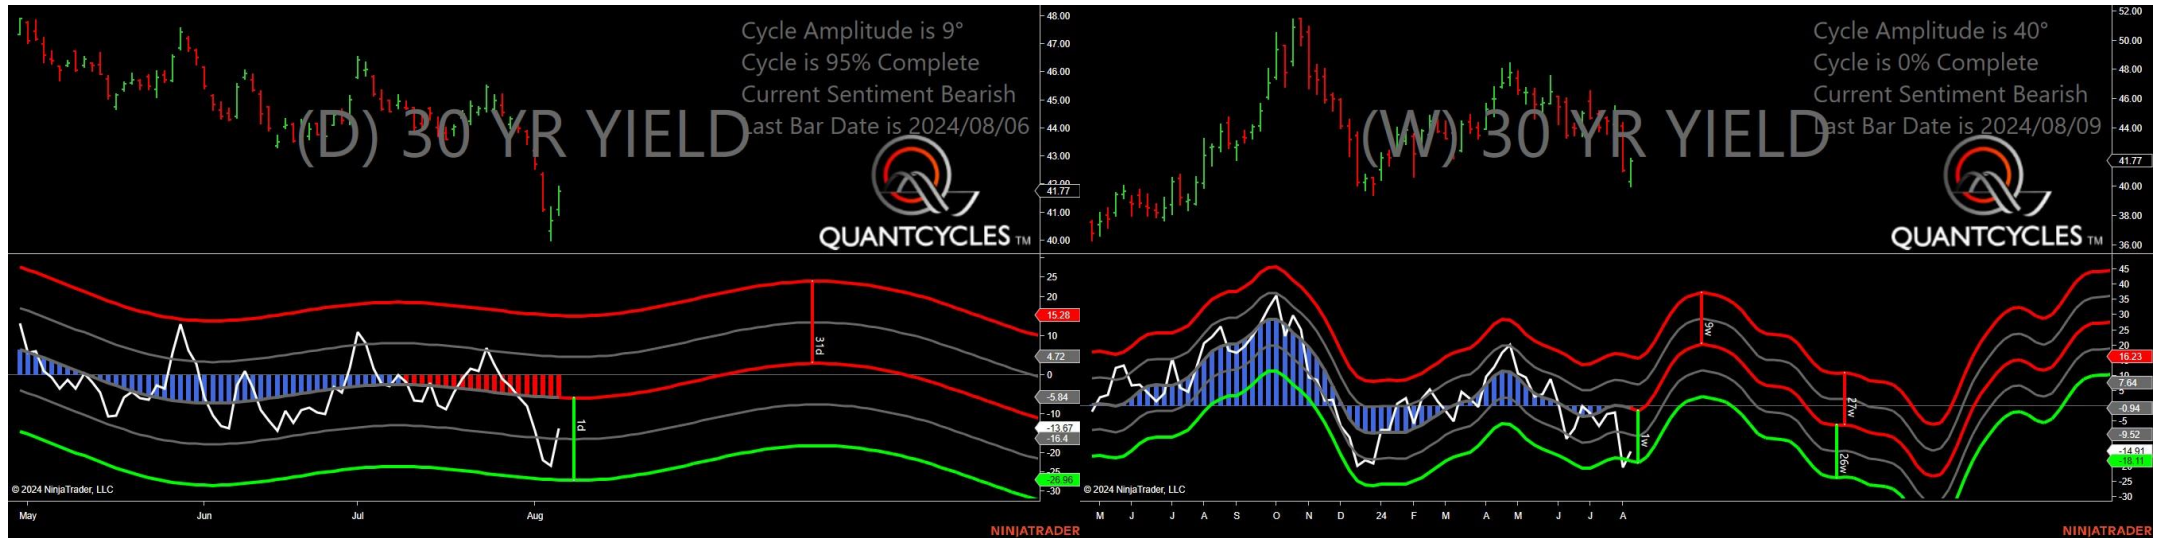 Cycle Amplitude is 9°
Cycle is 95% Complete
Current Sentiment Bearish
Last Bar Date is 2024/08/06
(D) 30 YR YIELD
QUANTCYCLES TM
48.00
47.00
46.00
45.00
44.00
43.00
42.00
41.77
41.00
40.00
25
20
15.28
10
4.72
0
-5.84
-10
-13.67
-16.4
-20
-25
-26.96
-30
31d
1d
© 2024 NinjaTrader, LLC
May Jun Jul Aug
NINJATRADER
Cycle Amplitude is 40°
Cycle is 0% Complete
Current Sentiment Bearish
Last Bar Date is 2024/08/09
(W) 30 YR YIELD
QUANTCYCLES TM
52.00
50.00
48.00
46.00
44.00
41.77
40.00
38.00
36.00
45
40
35
30
25
20
16.23
10
7.64
-0.94
-5
-9.52
-14.91
-18.11
-25
-30
9w
1w
27w
26w
© 2024 NinjaTrader, LLC
M J J A S O N D 24 F M A M J J A
NINJATRADER